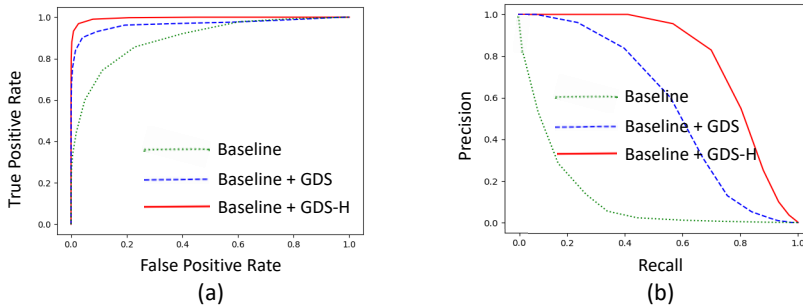 1.0
0.8
0.6
0.4
0.2
0.0
True Positive Rate
Baseline
Baseline + GDS
Baseline + GDS-H
0.0 0.2 0.4 0.6 0.8 1.0
False Positive Rate
(a)
1.0
0.8
0.6
0.4
0.2
0.0
Precision
Baseline
Baseline + GDS
Baseline + GDS-H
0.0 0.2 0.4 0.6 0.8 1.0
Recall
(b)